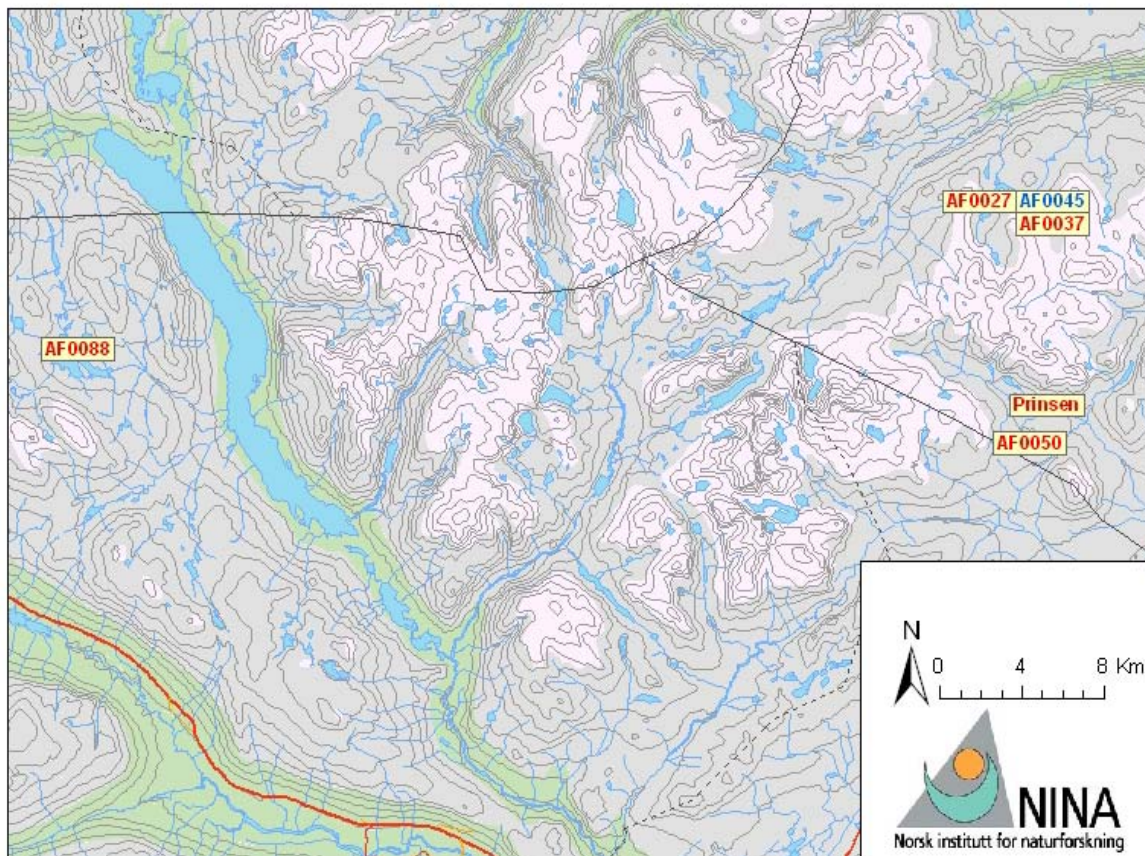 AF0027 AF0045
AF0037
AF0088
Prinsen
AF0050
N
0 4 8 Km
NINA
Norsk institutt for naturforskning